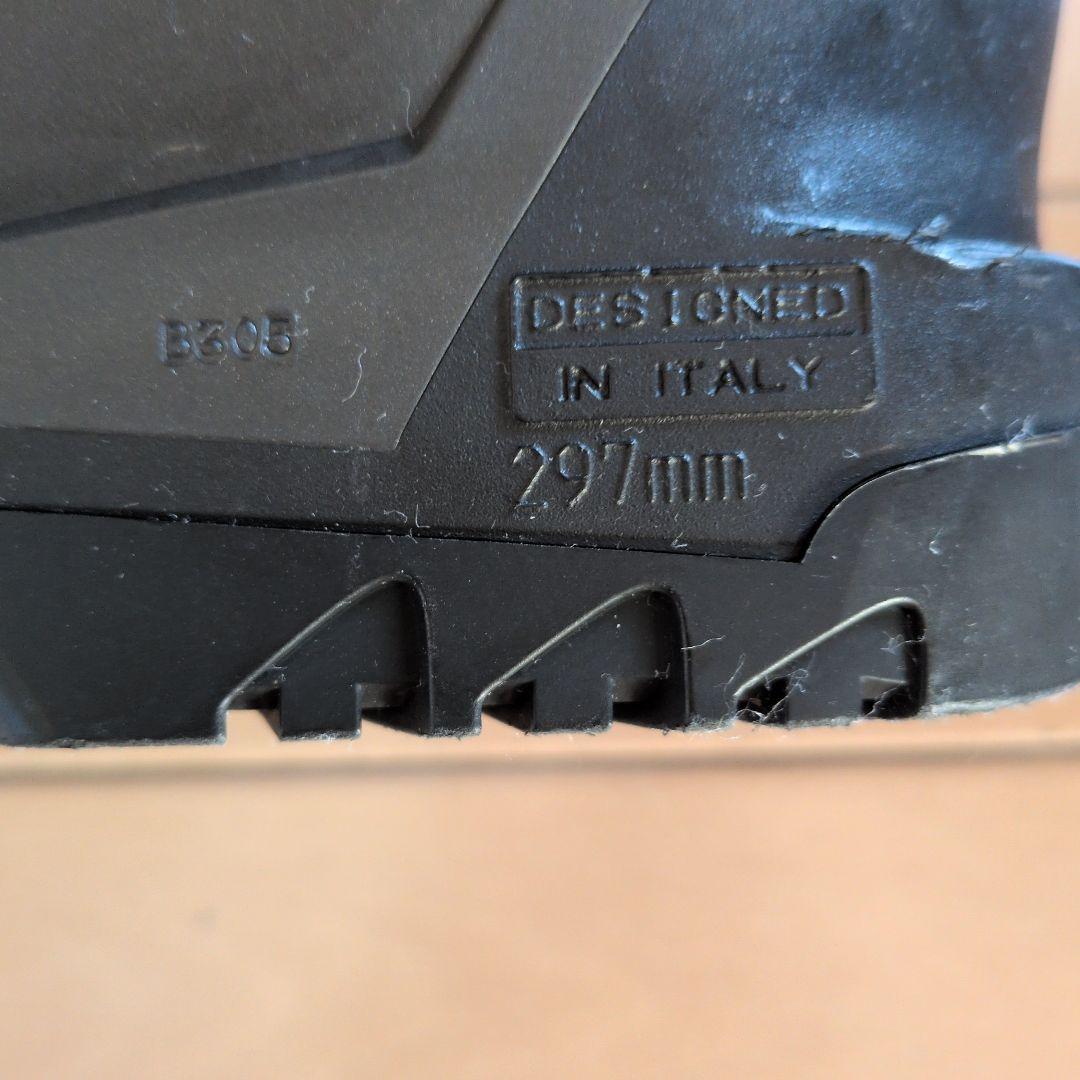 B305
DESIGNED
IN ITALY
297mm